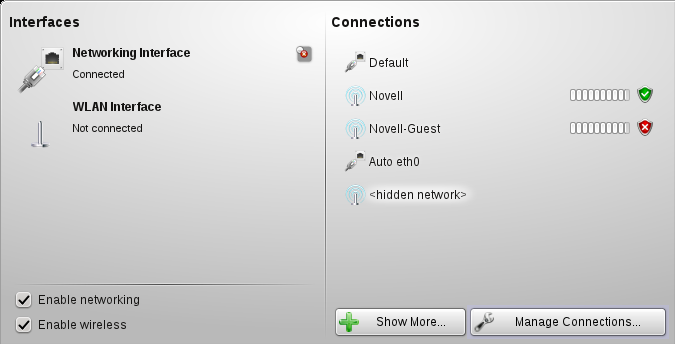 Interfaces
Networking Interface
Connected
WLAN Interface
Not connected
Enable networking
Enable wireless
Connections
Default
Novell
Novell-Guest
Auto eth0
<hidden network>
Show More...
Manage Connections...